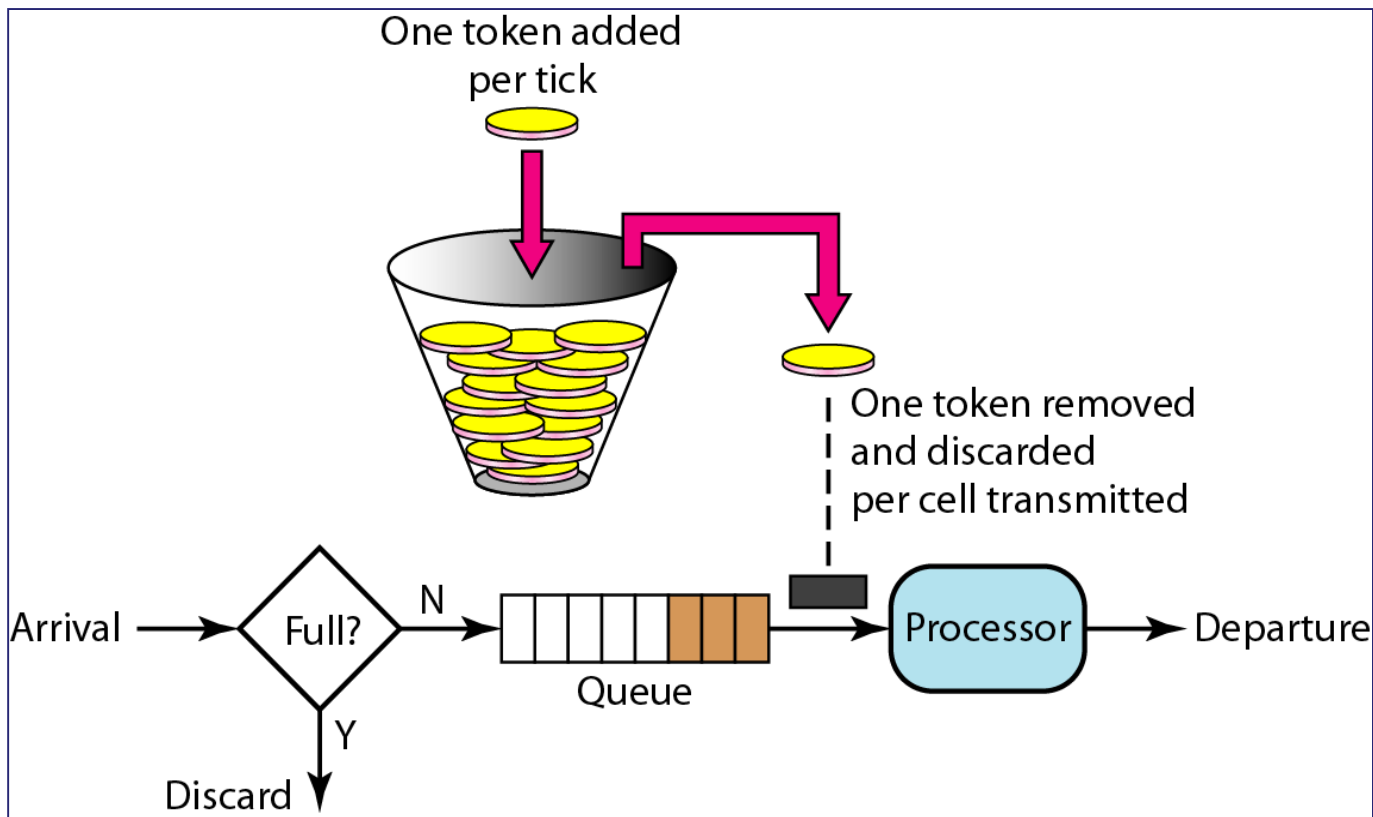 One token added
per tick
One token removed
and discarded
per cell transmitted
Arrival
Full?
N
Y
Discard
Queue
Processor
Departure